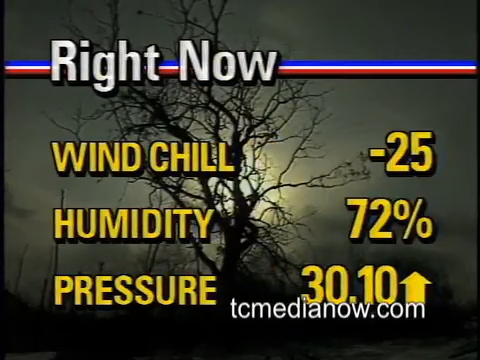 Right Now
WIND CHILL -25
HUMIDITY 72%
PRESSURE 30.10
tcmedianow.com